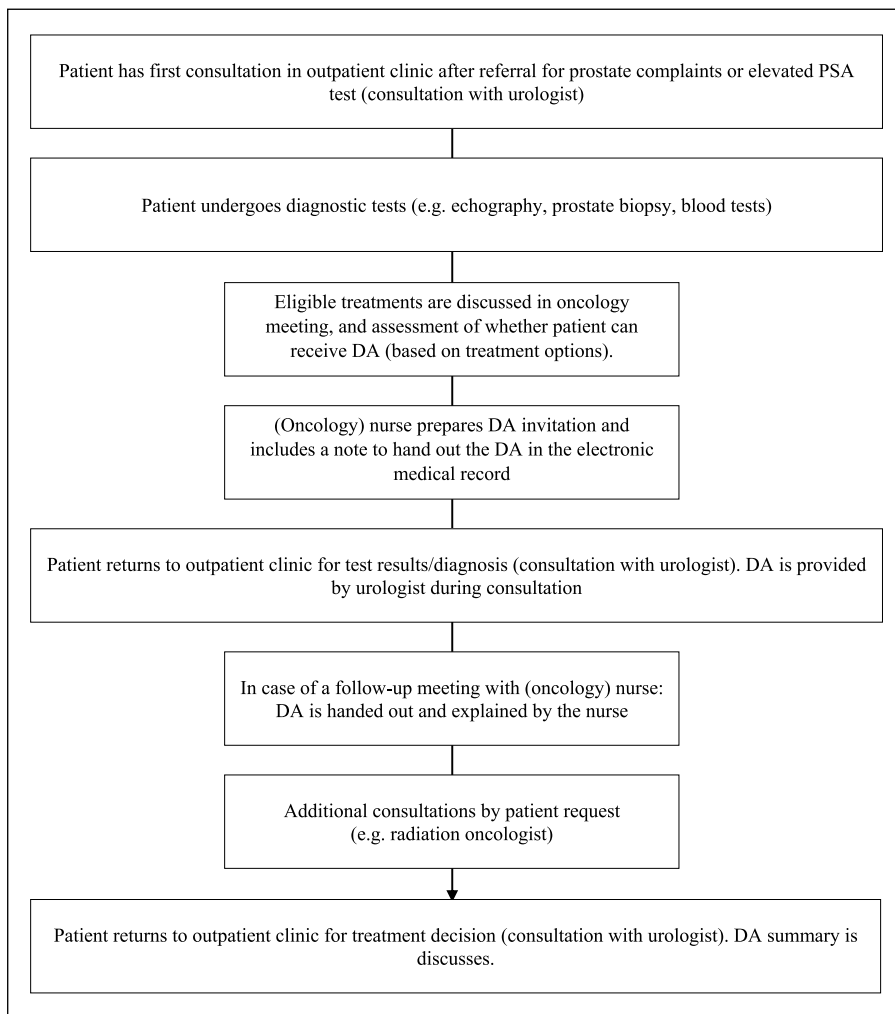 Patient has first consultation in outpatient clinic after referral for prostate complaints or elevated PSA
test (consultation with urologist)
Patient undergoes diagnostic tests (e.g. echography, prostate biopsy, blood tests)
Eligible treatments are discussed in oncology
meeting, and assessment of whether patient can
receive DA (based on treatment options).
(Oncology) nurse prepares DA invitation and
includes a note to hand out the DA in the electronic
medical record
Patient returns to outpatient clinic for test results/diagnosis (consultation with urologist). DA is provided
by urologist during consultation
In case of a follow-up meeting with (oncology) nurse:
DA is handed out and explained by the nurse
Additional consultations by patient request
(e.g. radiation oncologist)
Patient returns to outpatient clinic for treatment decision (consultation with urologist). DA summary is
discusses.